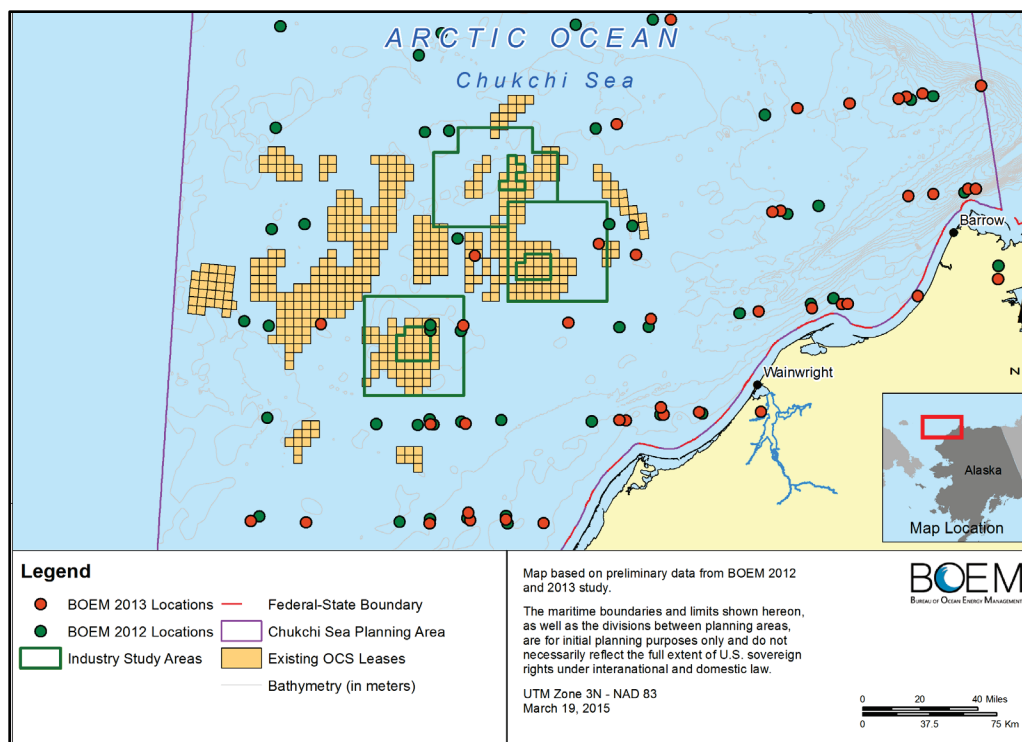 ARCTIC OCEAN
Chukchi Sea
Barrow
Wainwright
N
Alaska
Map Location
Legend
BOEM 2013 Locations
BOEM 2012 Locations
Industry Study Areas
Federal-State Boundary
Chukchi Sea Planning Area
Existing OCS Leases
Bathymetry (in meters)
Map based on preliminary data from BOEM 2012
and 2013 study.
The maritime boundaries and limits shown hereon,
as well as the divisions between planning areas,
are for initial planning purposes only and do not
necessarily reflect the full extent of U.S. sovereign
rights under interanational and domestic law.
UTM Zone 3N - NAD 83
March 19, 2015
BOEM
BUREAU OF OCEAN ENERGY MANAGEMENT
0 20 40 Miles
0 37.5 75 Km